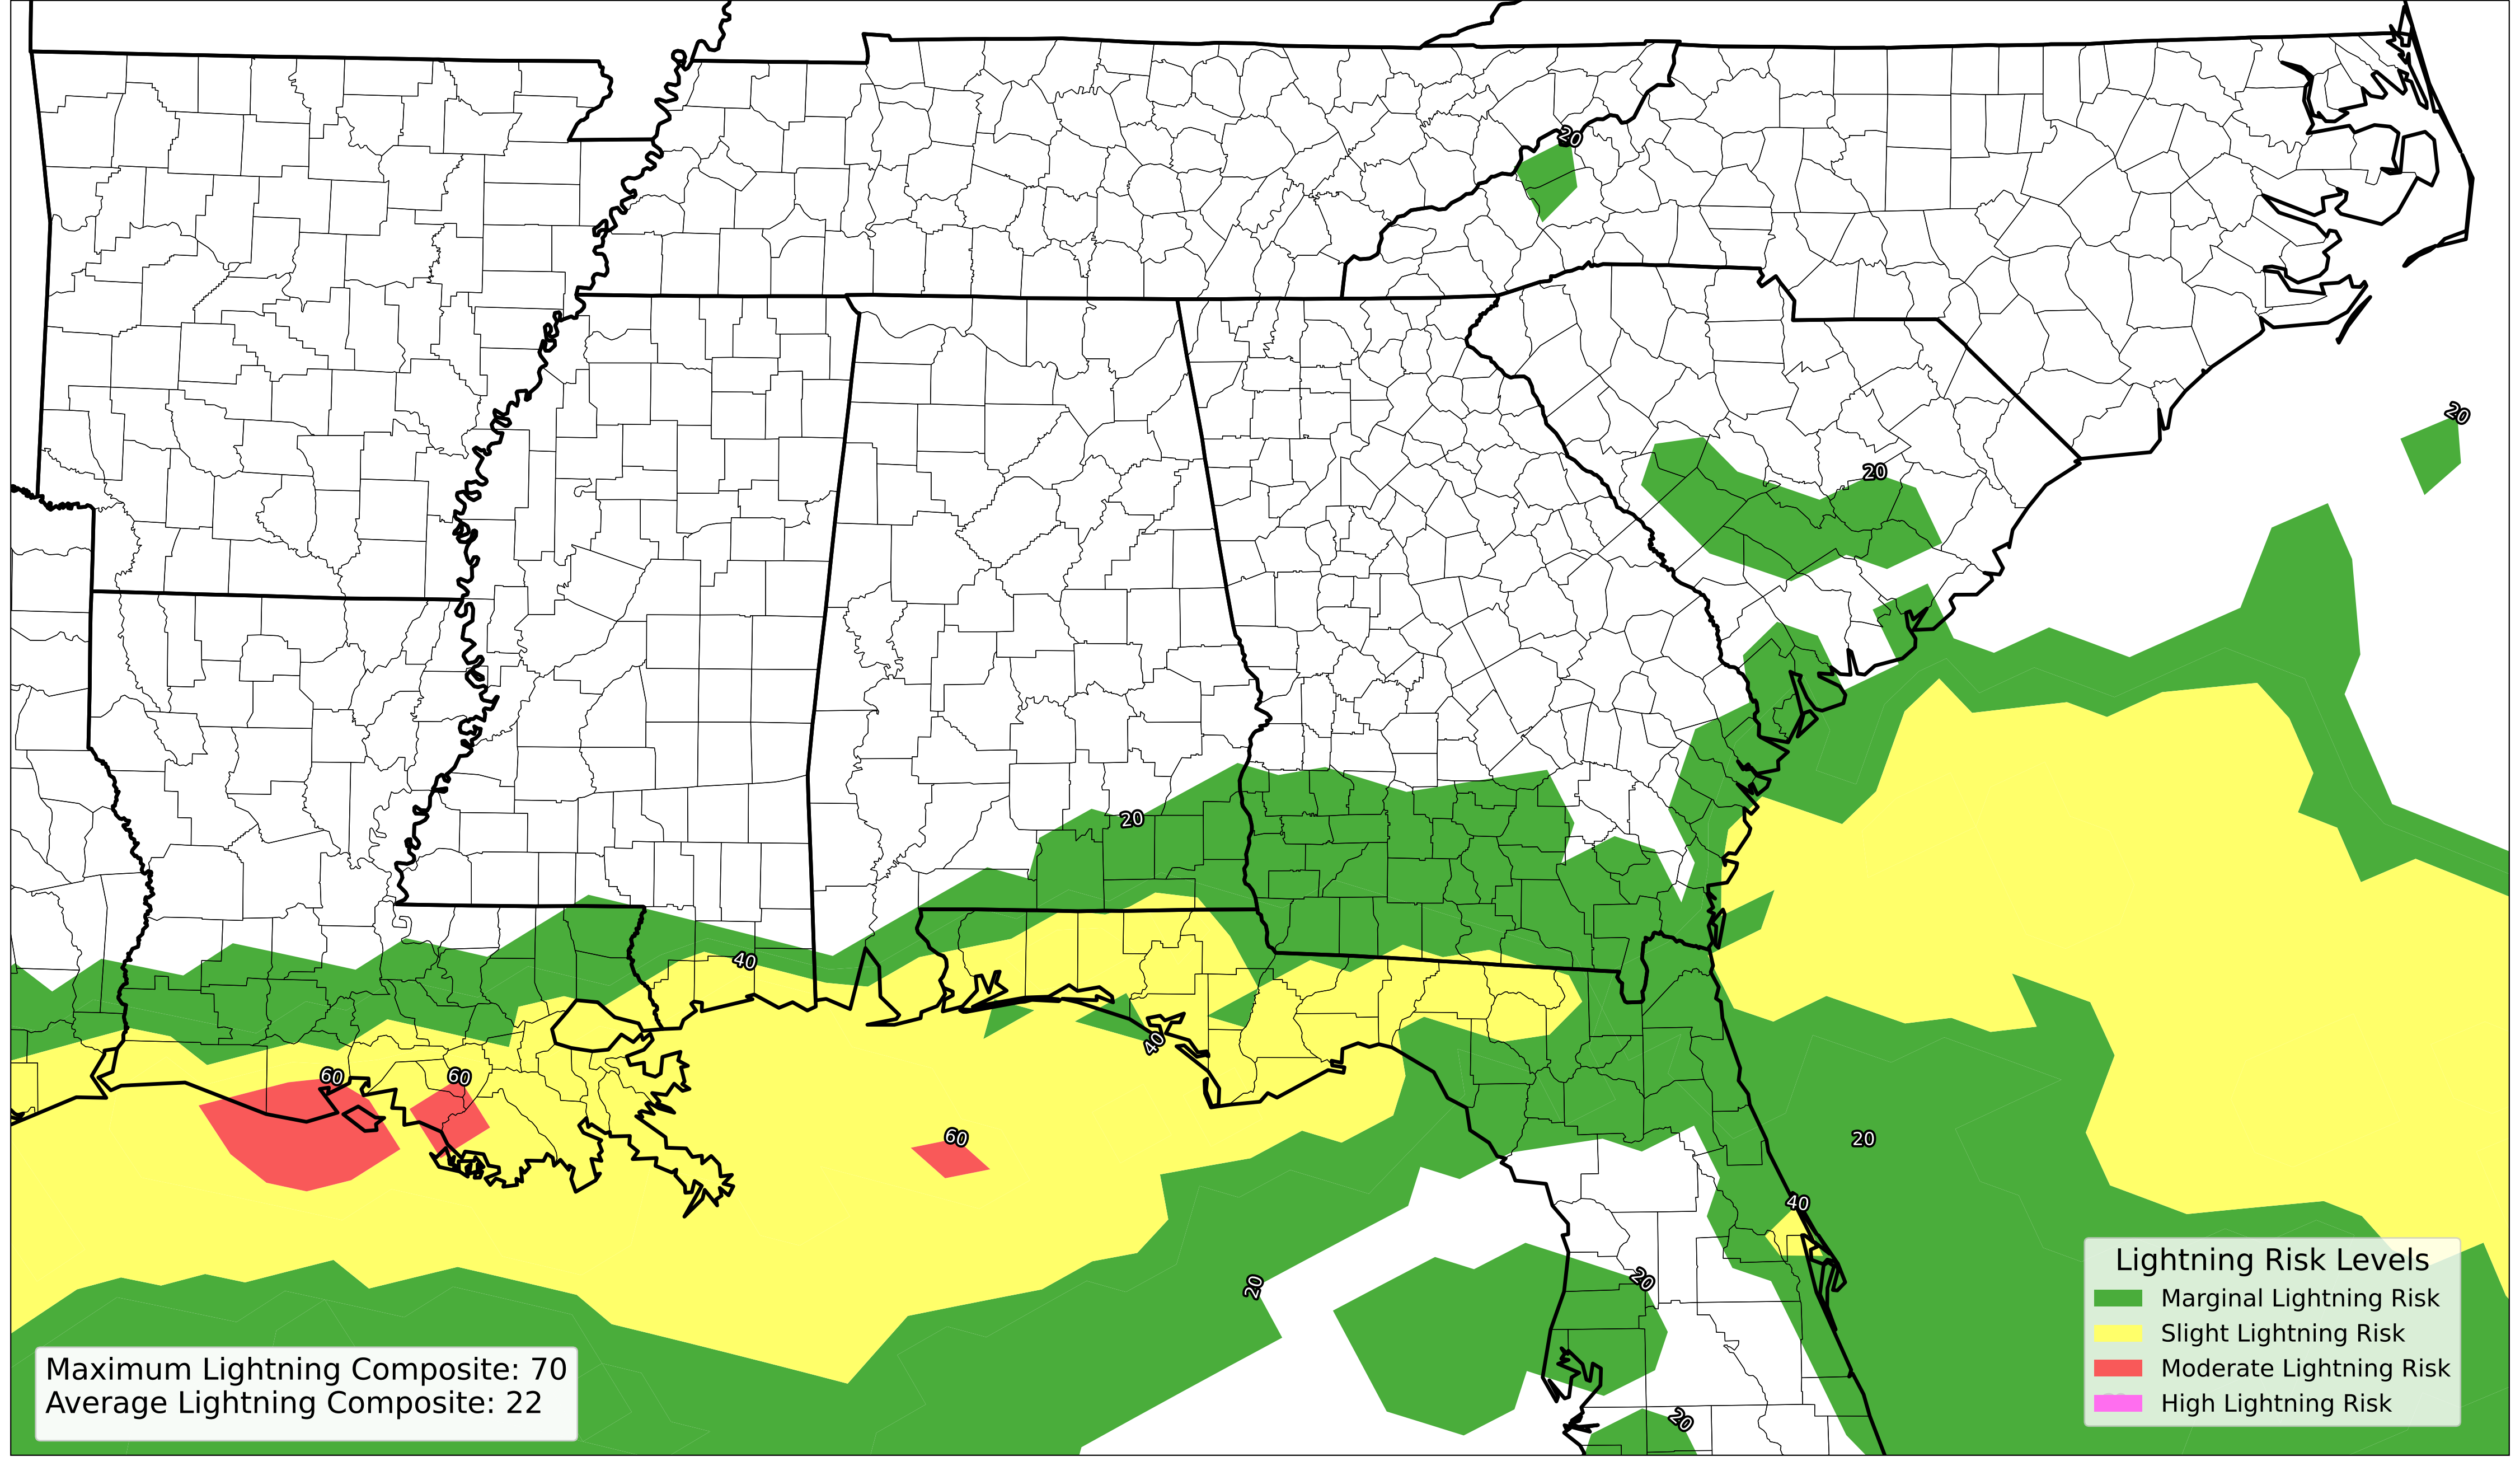 20
20
20
20
40
40
60
60
60
20
40
20
20
20
Lightning Risk Levels
Marginal Lightning Risk
Slight Lightning Risk
Moderate Lightning Risk
High Lightning Risk
Maximum Lightning Composite: 70
Average Lightning Composite: 22